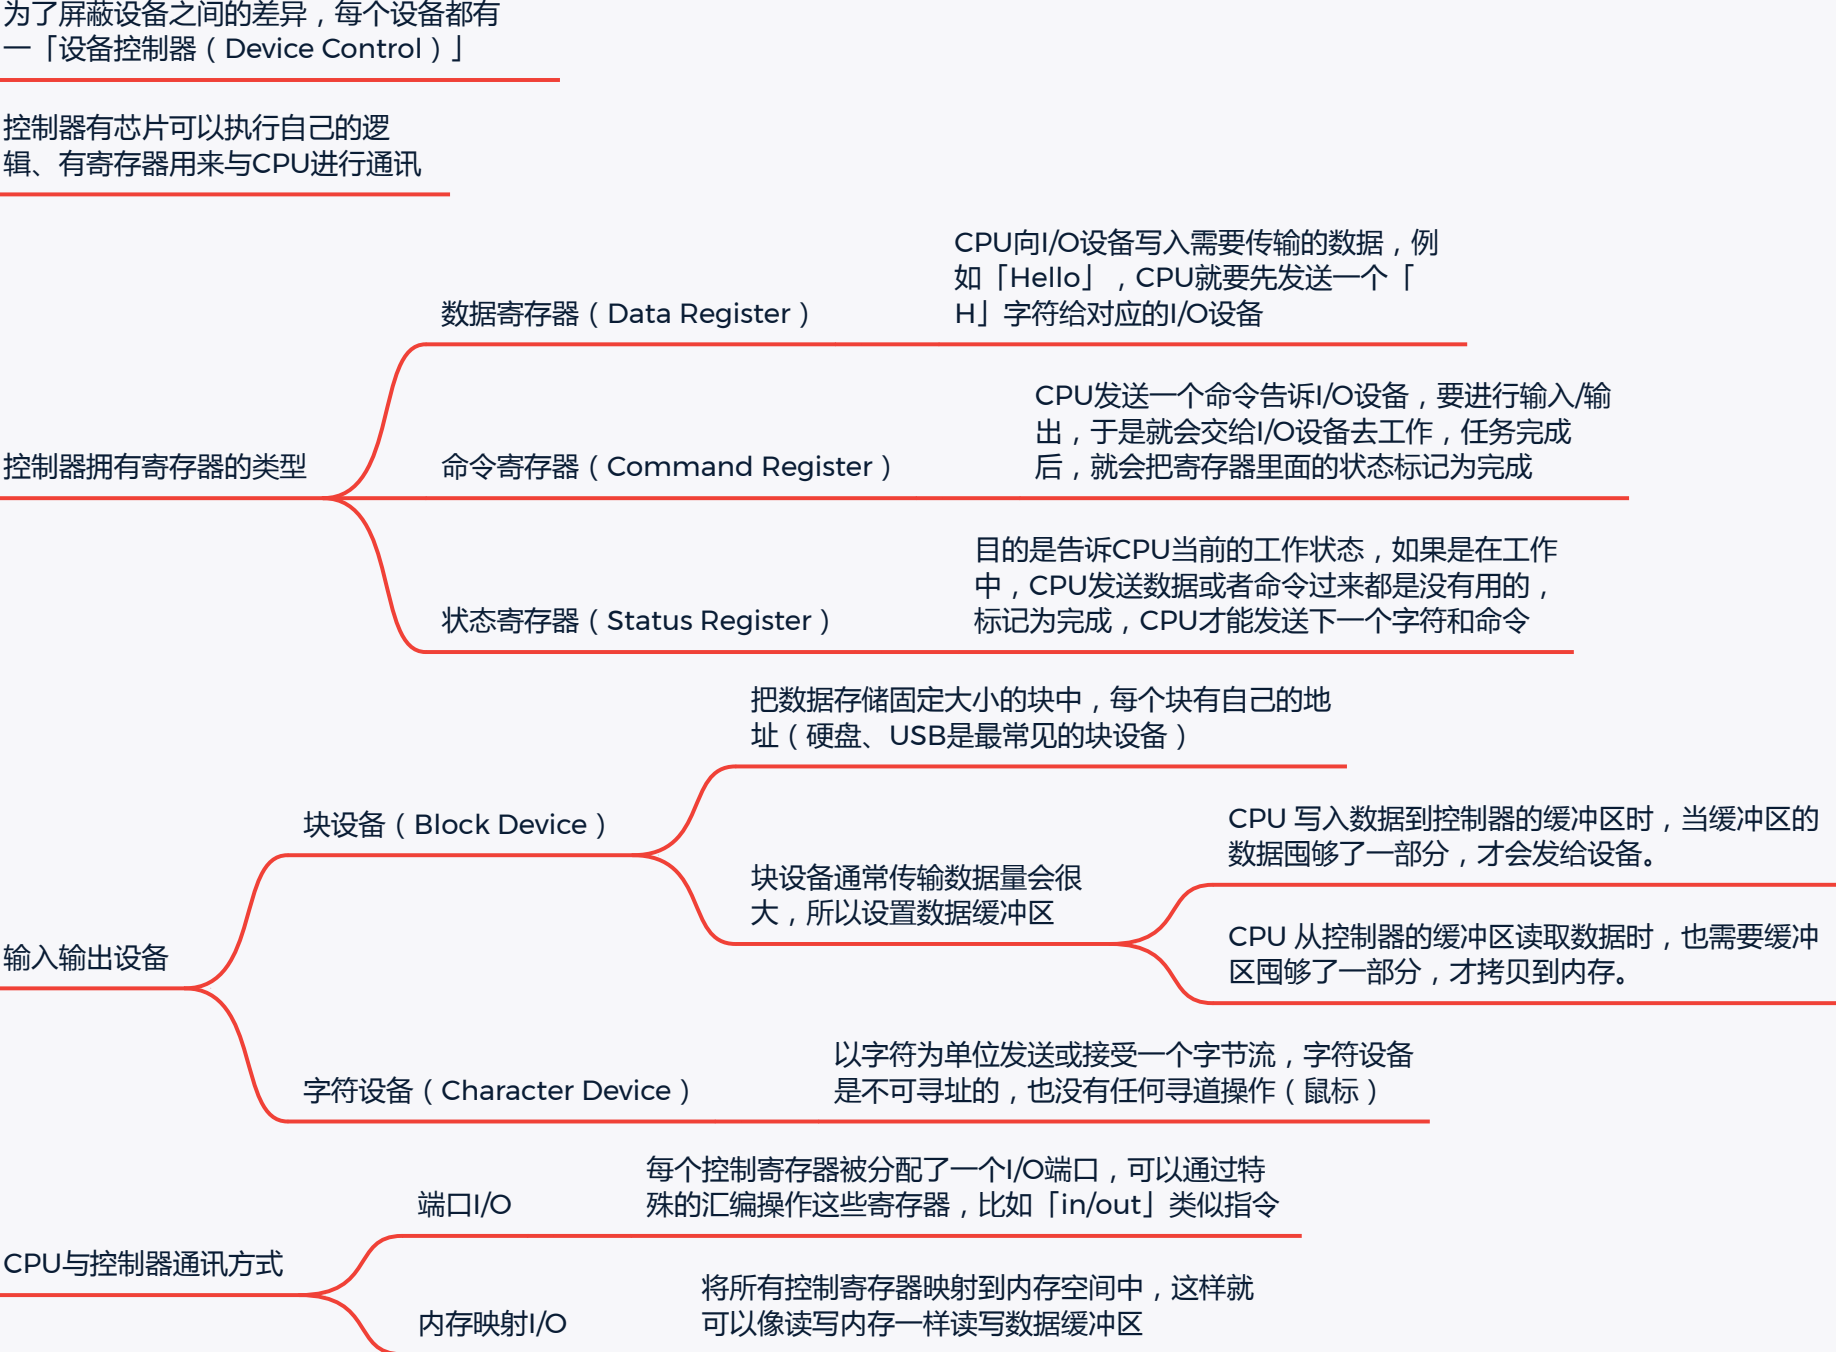 为了屏蔽设备之间的差异，每个设备都有
一「设备控制器（Device Control）」
控制器有芯片可以执行自己的逻
辑、有寄存器用来与CPU进行通讯
控制器拥有寄存器的类型
数据寄存器（Data Register）
CPU向I/O设备写入需要传输的数据，例
如「Hello」，CPU就要先发送一个「
H」字符给对应的I/O设备
命令寄存器（Command Register）
CPU发送一个命令告诉I/O设备，要进行输入/输
出，于是就会交给I/O设备去工作，任务完成
后，就会把寄存器里面的状态标记为完成
状态寄存器（Status Register）
目的是告诉CPU当前的工作状态，如果是在工作
中，CPU发送数据或者命令过来都是没有用的，
标记为完成，CPU才能发送下一个字符和命令
输入输出设备
块设备（Block Device）
把数据存储固定大小的块中，每个块有自己的地
址（硬盘、USB是最常见的块设备）
块设备通常传输数据量会很
大，所以设置数据缓冲区
CPU 写入数据到控制器的缓冲区时，当缓冲区的
数据囤够了一部分，才会发给设备。
CPU 从控制器的缓冲区读取数据时，也需要缓冲
区囤够了一部分，才拷贝到内存。
字符设备（Character Device）
以字符为单位发送或接受一个字节流，字符设备
是不可寻址的，也没有任何寻道操作（鼠标）
CPU与控制器通讯方式
端口I/O
每个控制寄存器被分配了一个I/O端口，可以通过特
殊的汇编操作这些寄存器，比如「in/out」类似指令
内存映射I/O
将所有控制寄存器映射到内存空间中，这样就
可以像读写内存一样读写数据缓冲区